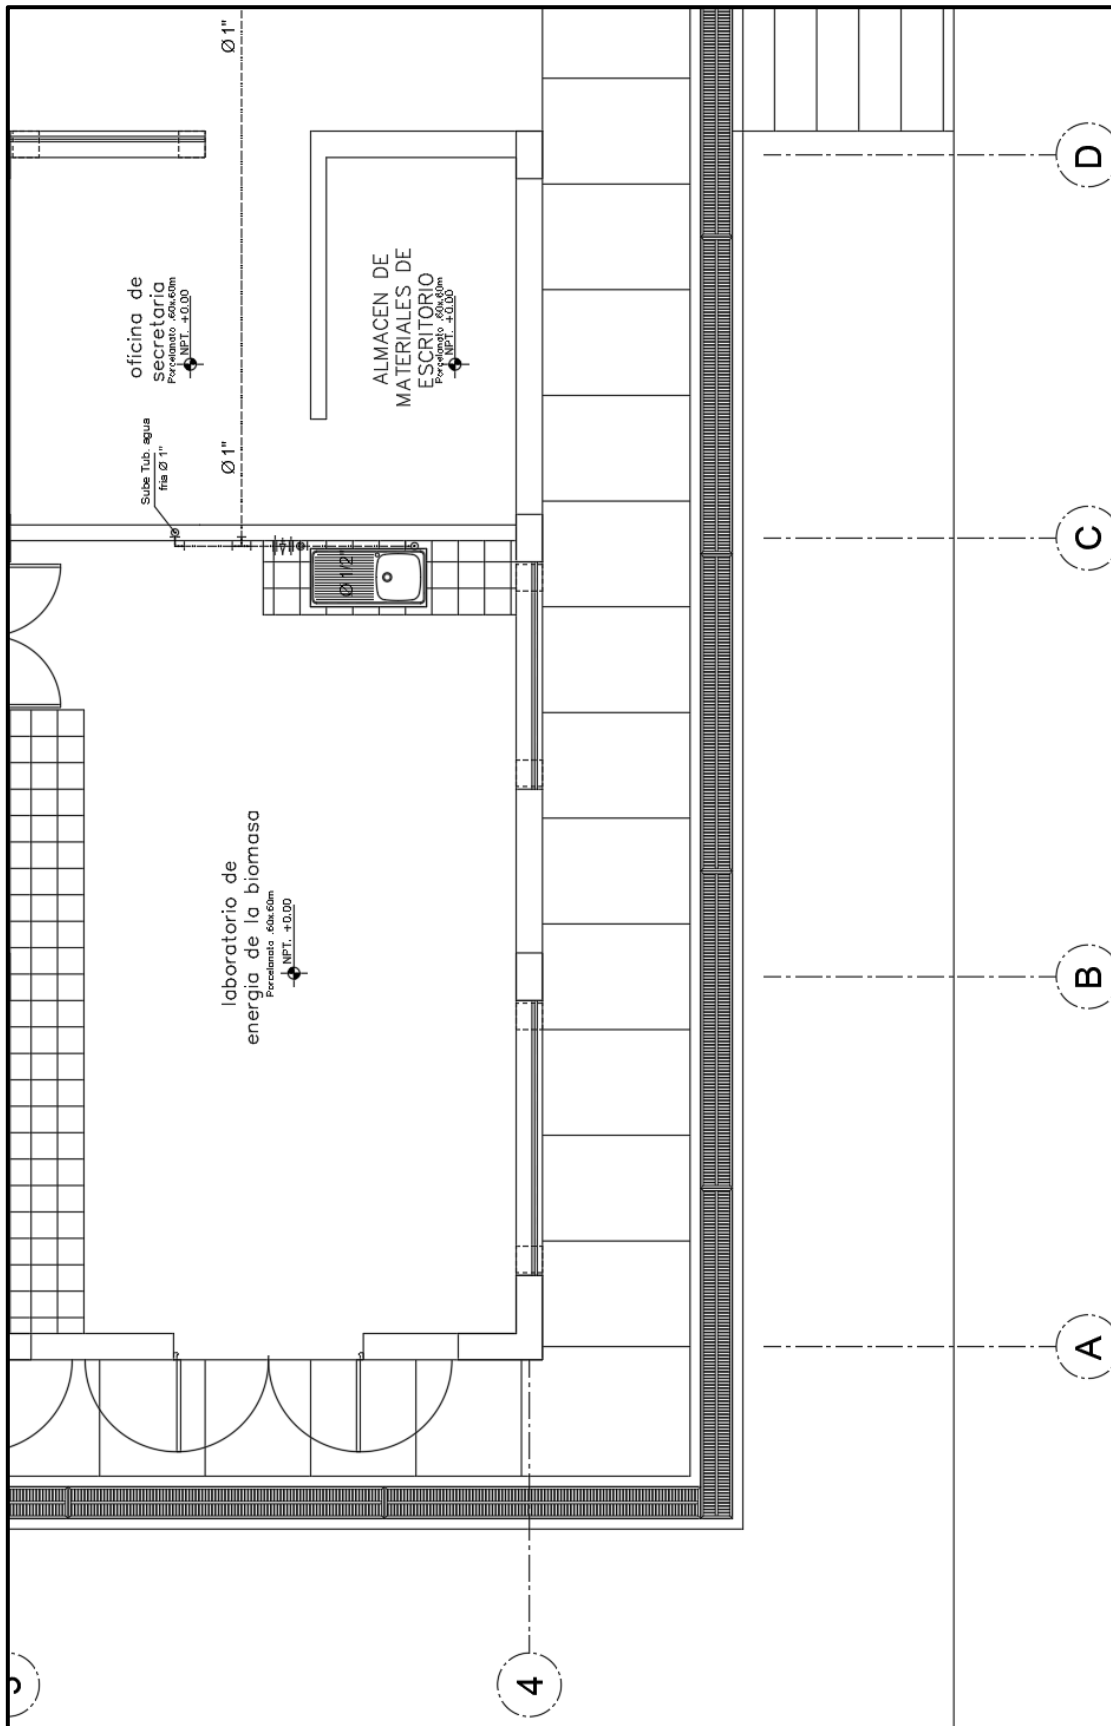 Ø 1"
oficina de
secretaria
Porcelanato .60x.60m
NPT. +0.00
ALMACEN DE
MATERIALES DE
ESCRITORIO
Porcelanato .60x.60m
NPT. +0.00
Sube Tub. agua
fria Ø 1"
Ø 1"
Ø 1/2"
laboratorio de
energia de la biomasa
Porcelanato .60x.60m
NPT. +0.00
D
C
B
A
4